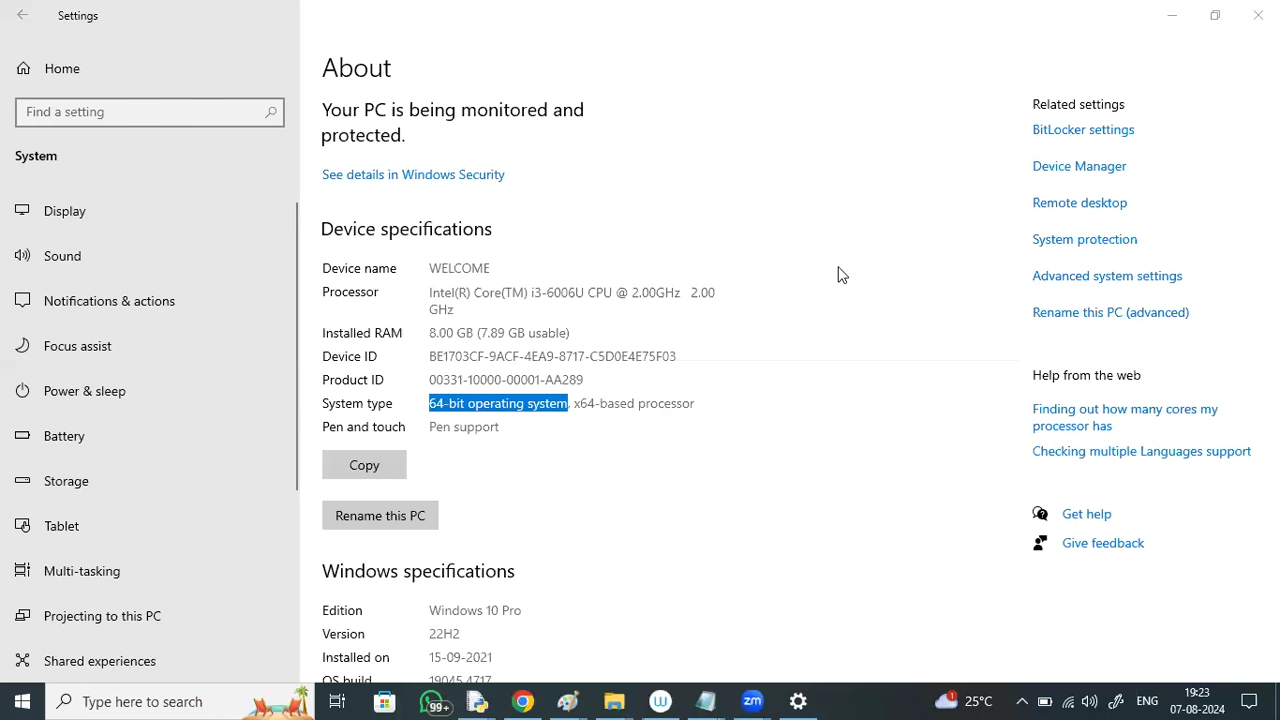 Settings
Home
Find a setting
System
Display
Sound
Notifications & actions
Focus assist
Power & sleep
Battery
Storage
Tablet
Multi-tasking
Projecting to this PC
Shared experiences
About
Your PC is being monitored and
protected.
See details in Windows Security
Device specifications
Device name WELCOME
Processor Intel(R) Core(TM) i3-6006U CPU @ 2.00GHz 2.00
GHz
Installed RAM 8.00 GB (7.89 GB usable)
Device ID BE1703CF-9ACF-4EA9-8717-C5D0E4E75F03
Product ID 00331-10000-00001-AA289
System type 64-bit operating system, x64-based processor
Pen and touch Pen support
Copy
Rename this PC
Windows specifications
Edition Windows 10 Pro
Version 22H2
Installed on 15-09-2021
OS build 19045.4717
Related settings
BitLocker settings
Device Manager
Remote desktop
System protection
Advanced system settings
Rename this PC (advanced)
Help from the web
Finding out how many cores my
processor has
Checking multiple Languages support
Get help
Give feedback
Type here to search
99+
W
zm
1
25°C
ENG
19:23
07-08-2024